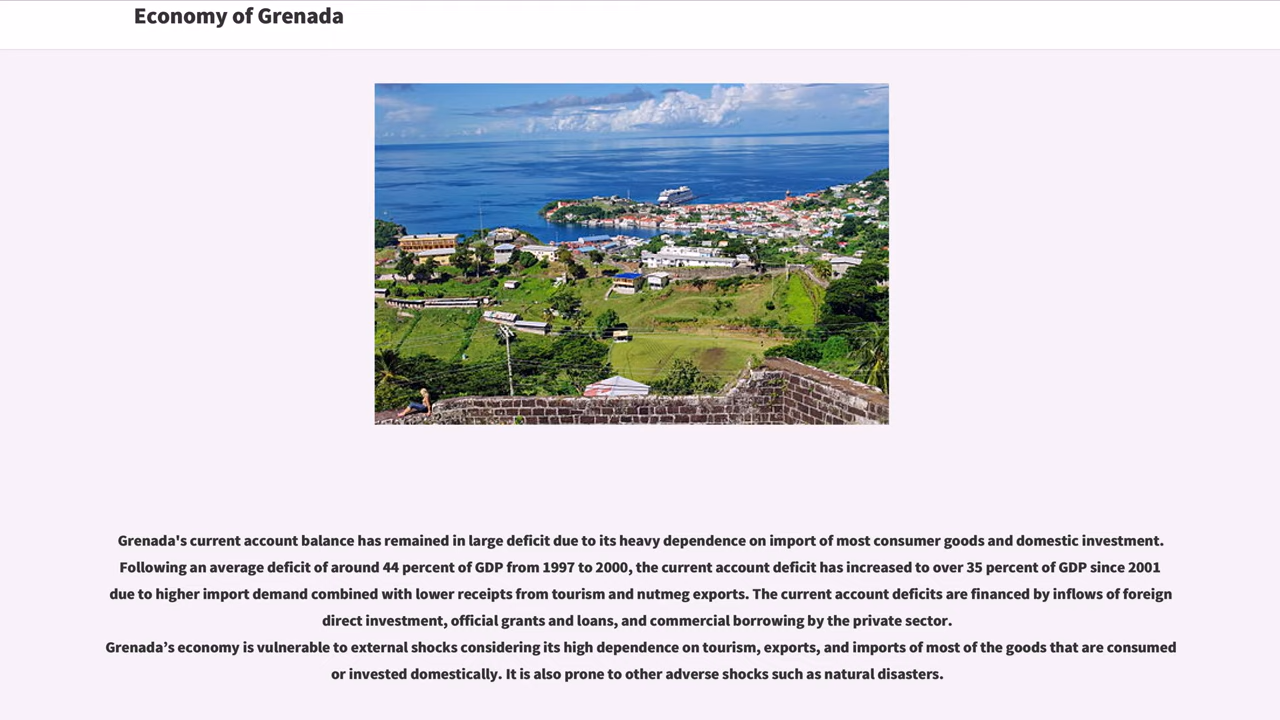 Economy of Grenada
Grenada's current account balance has remained in large deficit due to its heavy dependence on import of most consumer goods and domestic investment.
Following an average deficit of around 44 percent of GDP from 1997 to 2000, the current account deficit has increased to over 35 percent of GDP since 2001
due to higher import demand combined with lower receipts from tourism and nutmeg exports. The current account deficits are financed by inflows of foreign
direct investment, official grants and loans, and commercial borrowing by the private sector.
Grenada’s economy is vulnerable to external shocks considering its high dependence on tourism, exports, and imports of most of the goods that are consumed
or invested domestically. It is also prone to other adverse shocks such as natural disasters.